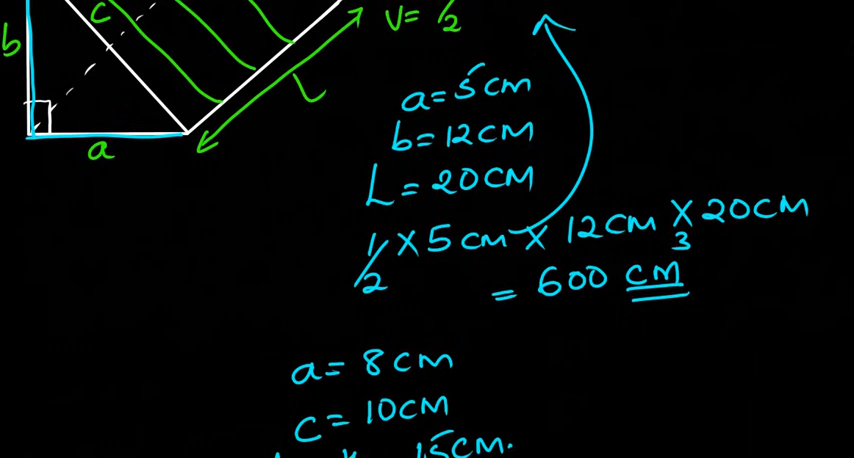 c
V = 1/2
b
a = 5cm
L
b = 12cm
a
L = 20cm
1/2 × 5cm × 12cm × 20cm
3
= 600 cm
a = 8cm
c = 10cm
15cm.